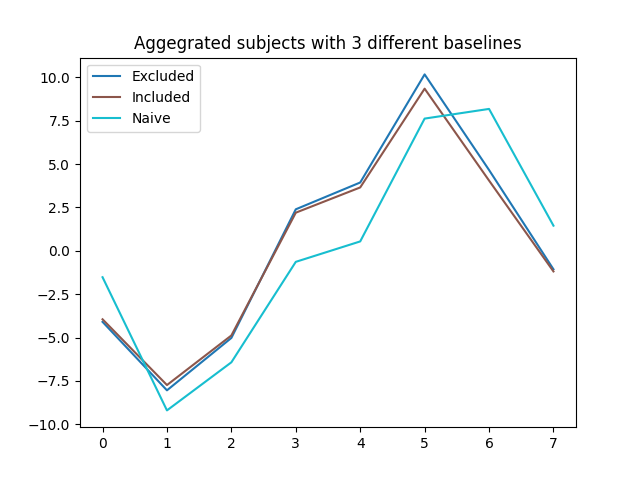 Aggegrated subjects with 3 different baselines
Excluded
Included
Naive
10.0
7.5
5.0
2.5
0.0
−2.5
−5.0
−7.5
−10.0
0 1 2 3 4 5 6 7